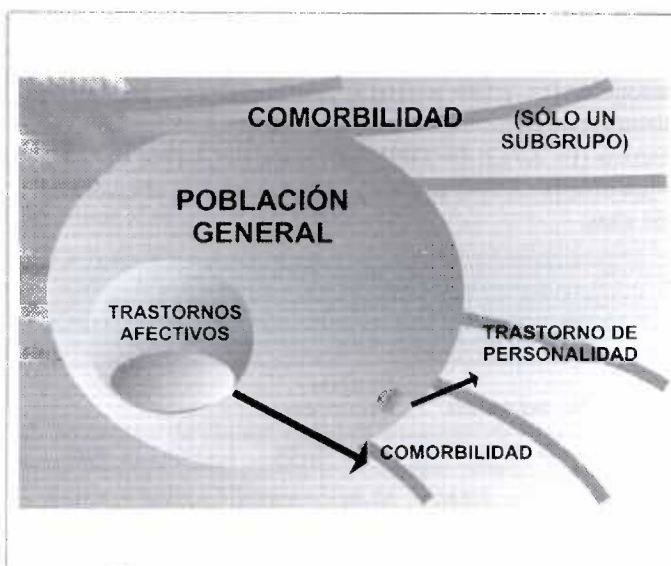 COMORBILIDAD
(SÓLO UN
SUBGRUPO)
POBLACIÓN
GENERAL
TRASTORNOS
AFECTIVOS
TRASTORNO DE
PERSONALIDAD
COMORBILIDAD